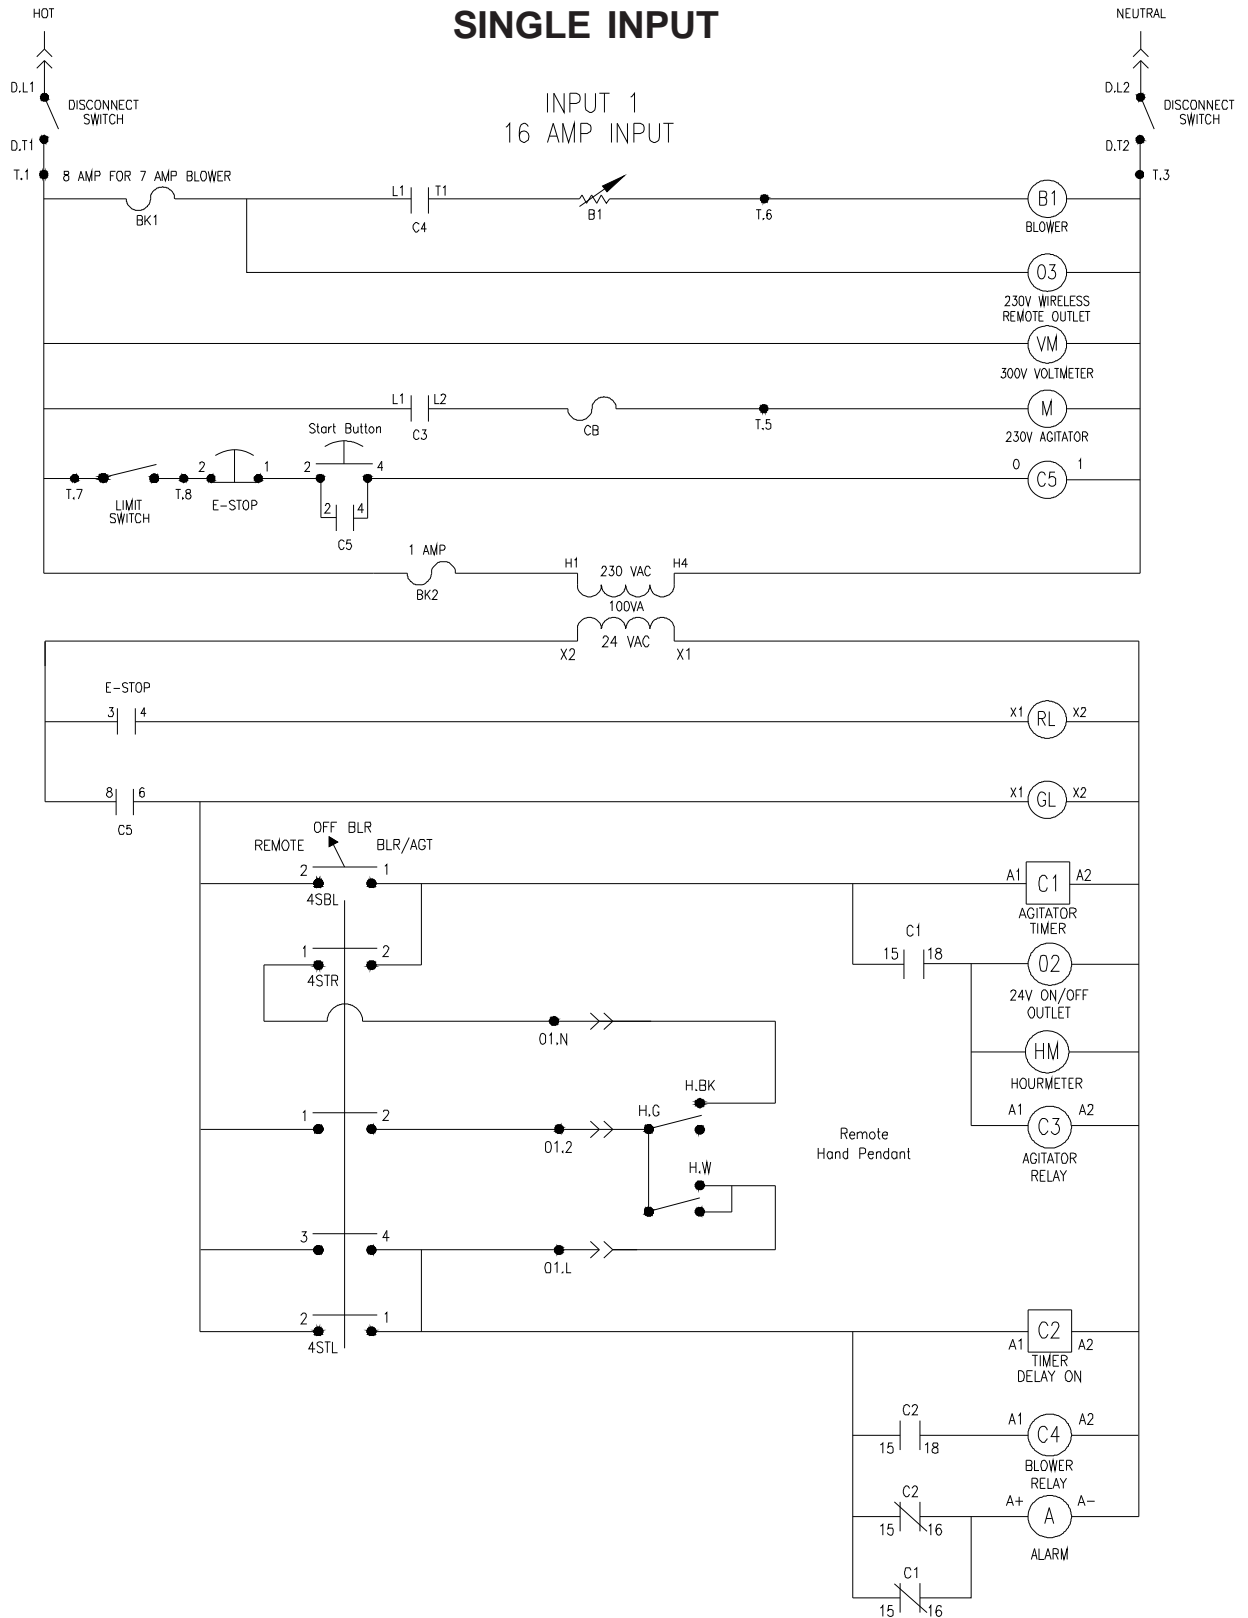 SINGLE INPUT
HOT
NEUTRAL
D.L1
DISCONNECT
SWITCH
D.T1
T.1
INPUT 1
16 AMP INPUT
D.L2
DISCONNECT
SWITCH
D.T2
T.3
8 AMP FOR 7 AMP BLOWER
BK1
L1 T1
C4
B1
T.6
B1
BLOWER
O3
230V WIRELESS
REMOTE OUTLET
VM
300V VOLTMETER
L1 L2
C3
CB
T.5
M
230V AGITATOR
Start Button
T.7
LIMIT
SWITCH
T.8
2 1
E-STOP
2 4
2 4
C5
0 C5 1
1 AMP
BK2
H1 230 VAC H4
100VA
24 VAC
X2 X1
E-STOP
3 4
X1 RL X2
8 6
C5
X1 GL X2
OFF BLR
REMOTE BLR/AGT
2 1
4SBL
A1 C1 A2
AGITATOR
TIMER
1 2
4STR
C1
15 18
O2
24V ON/OFF
OUTLET
O1.N
HM
HOURMETER
H.BK
1 2
O1.2
H.G
Remote
Hand Pendant
A1 C3 A2
AGITATOR
RELAY
H.W
3 4
O1.L
2 1
4STL
A1 C2 A2
TIMER
DELAY ON
C2
15 18
A1 C4 A2
BLOWER
RELAY
C2
15 16
A+ A A-
ALARM
C1
15 16